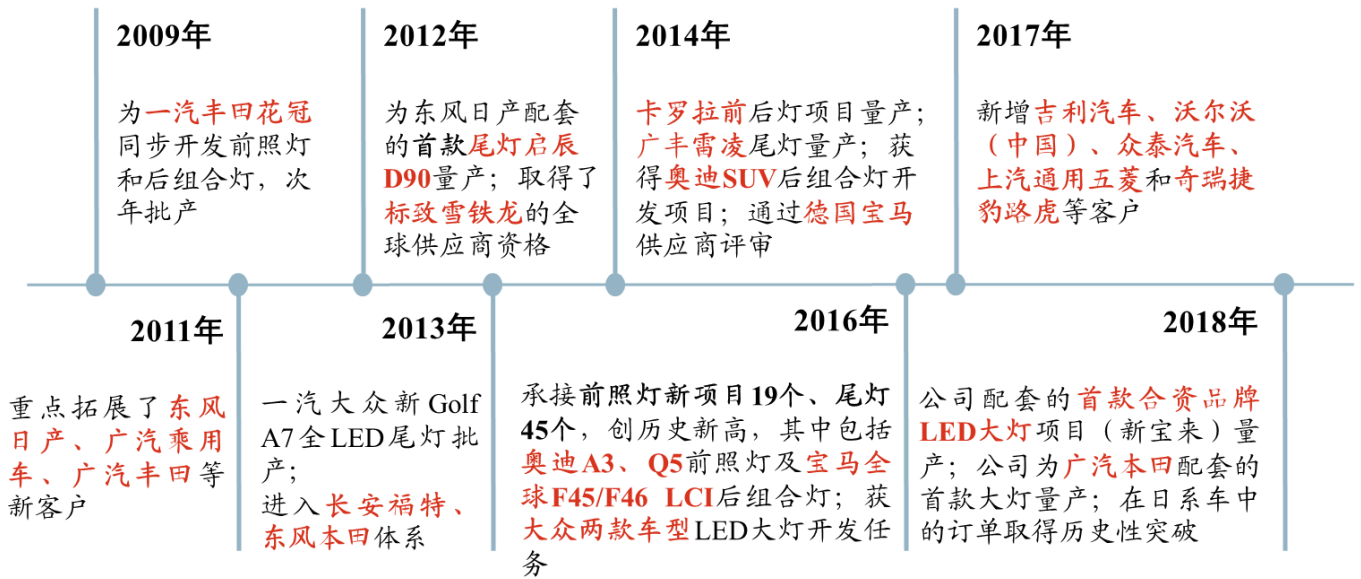 2009年
为一汽丰田花冠
同步开发前照灯
和后组合灯，次
年批产
2012年
为东风日产配套
的首款尾灯启辰
D90量产；取得了
标致雪铁龙的全
球供应商资格
2014年
卡罗拉前后灯项目量产；
广丰雷凌尾灯量产；获
得奥迪SUV后组合灯开
发项目；通过德国宝马
供应商评审
2017年
新增吉利汽车、沃尔沃
（中国）、众泰汽车、
上汽通用五菱和奇瑞捷
豹路虎等客户
2011年
重点拓展了东风
日产、广汽乘用
车、广汽丰田等
新客户
2013年
一汽大众新Golf
A7全LED尾灯批
产；
进入长安福特、
东风本田体系
2016年
承接前照灯新项目19个、尾灯
45个，创历史新高，其中包括
奥迪A3、Q5前照灯及宝马全
球F45/F46 LCI后组合灯；获
大众两款车型LED大灯开发任
务
2018年
公司配套的首款合资品牌
LED大灯项目（新宝来）量
产；公司为广汽本田配套的
首款大灯量产；在日系车中
的订单取得历史性突破